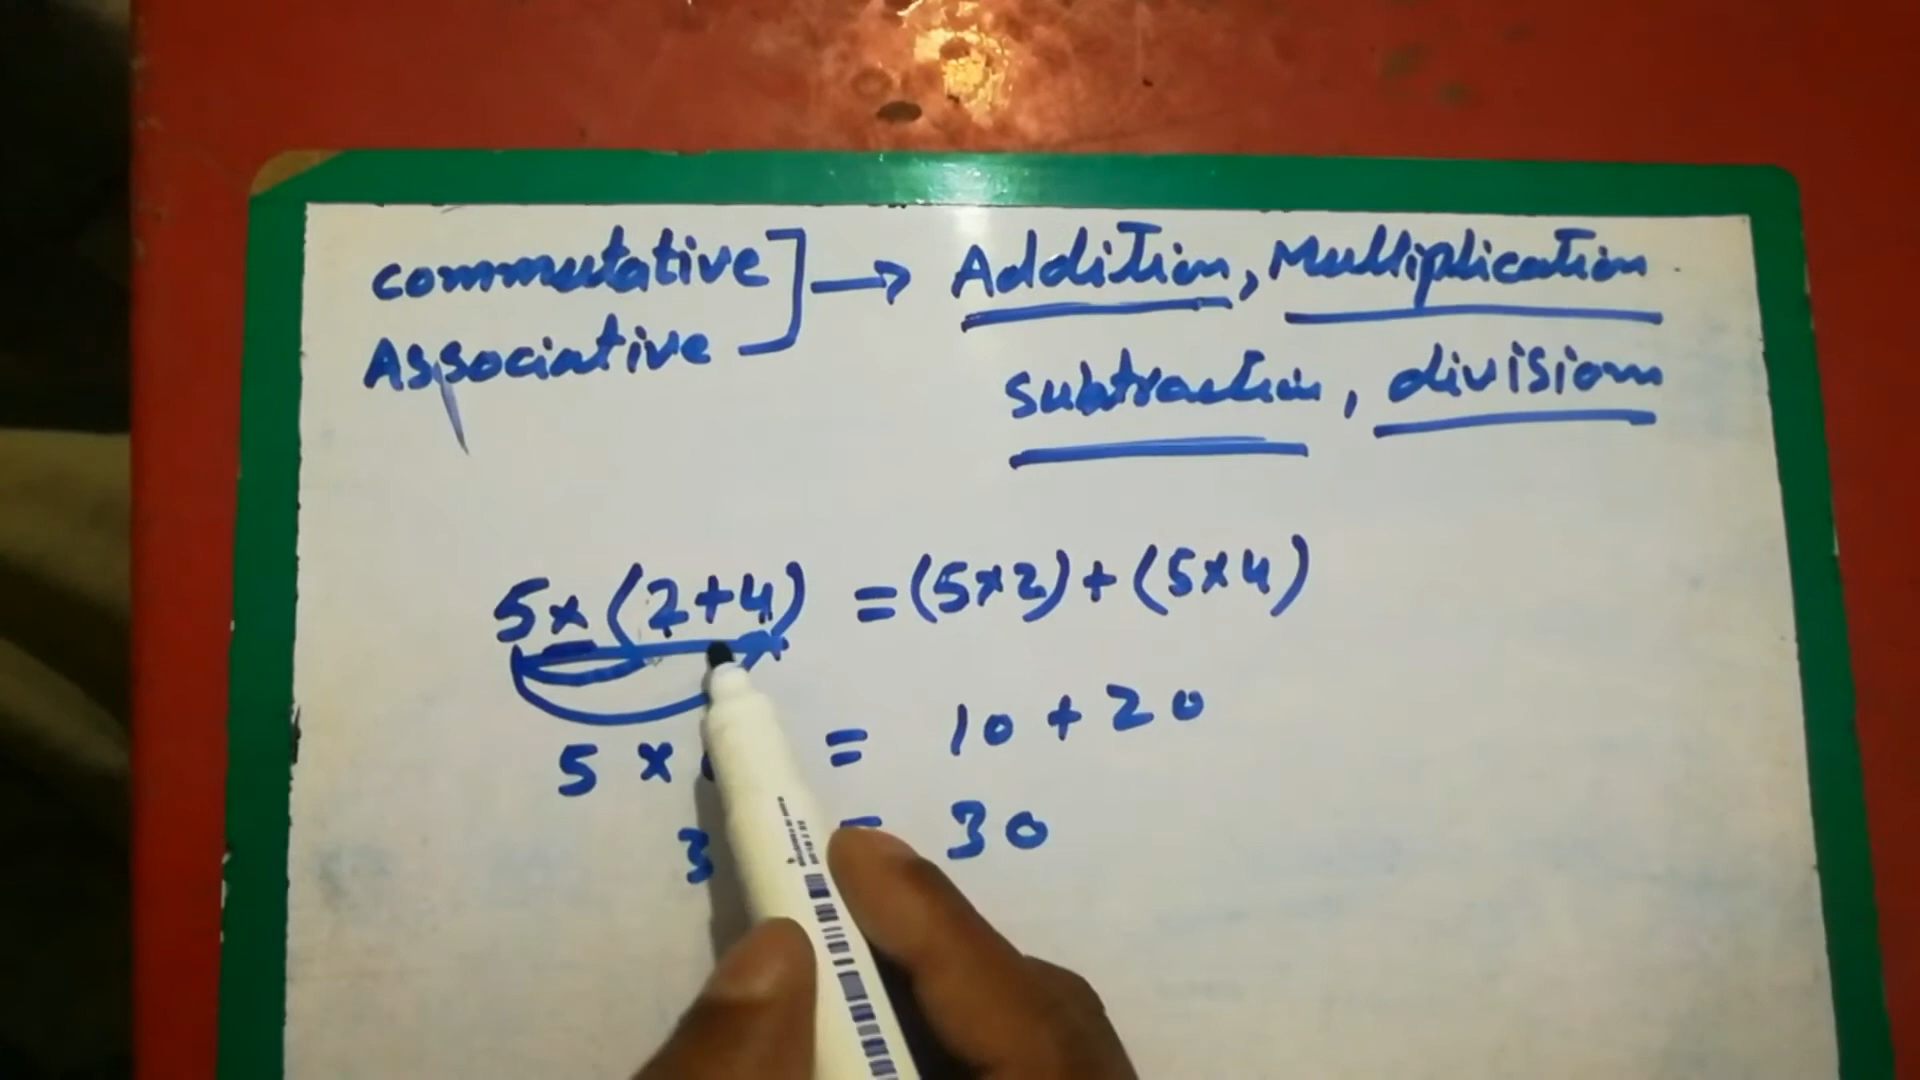 commutative ] → Addition, Multiplication
Associative
subtraction, division
5×(2+4) = (5×2)+(5×4)
5 × = 10 + 20
3 = 30